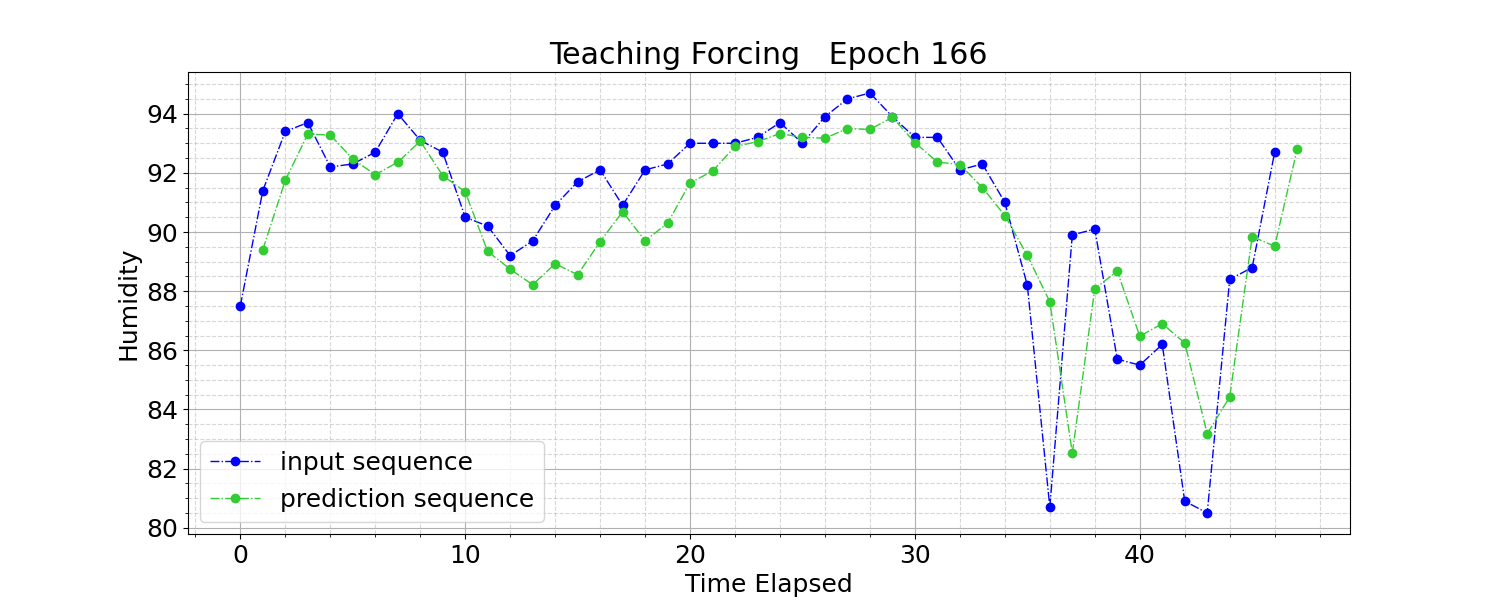 Teaching Forcing   Epoch 166
Humidity
94
92
90
88
86
84
82
80
input sequence
prediction sequence
0 10 20 30 40
Time Elapsed